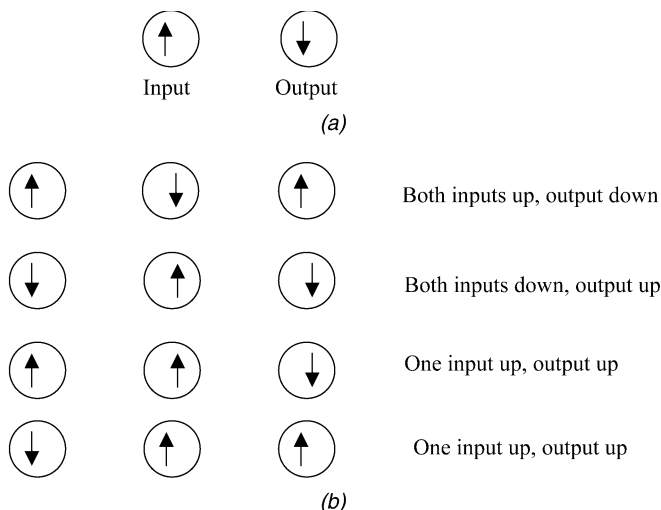 Input Output
(a)
Both inputs up, output down
Both inputs down, output up
One input up, output up
One input up, output up
(b)